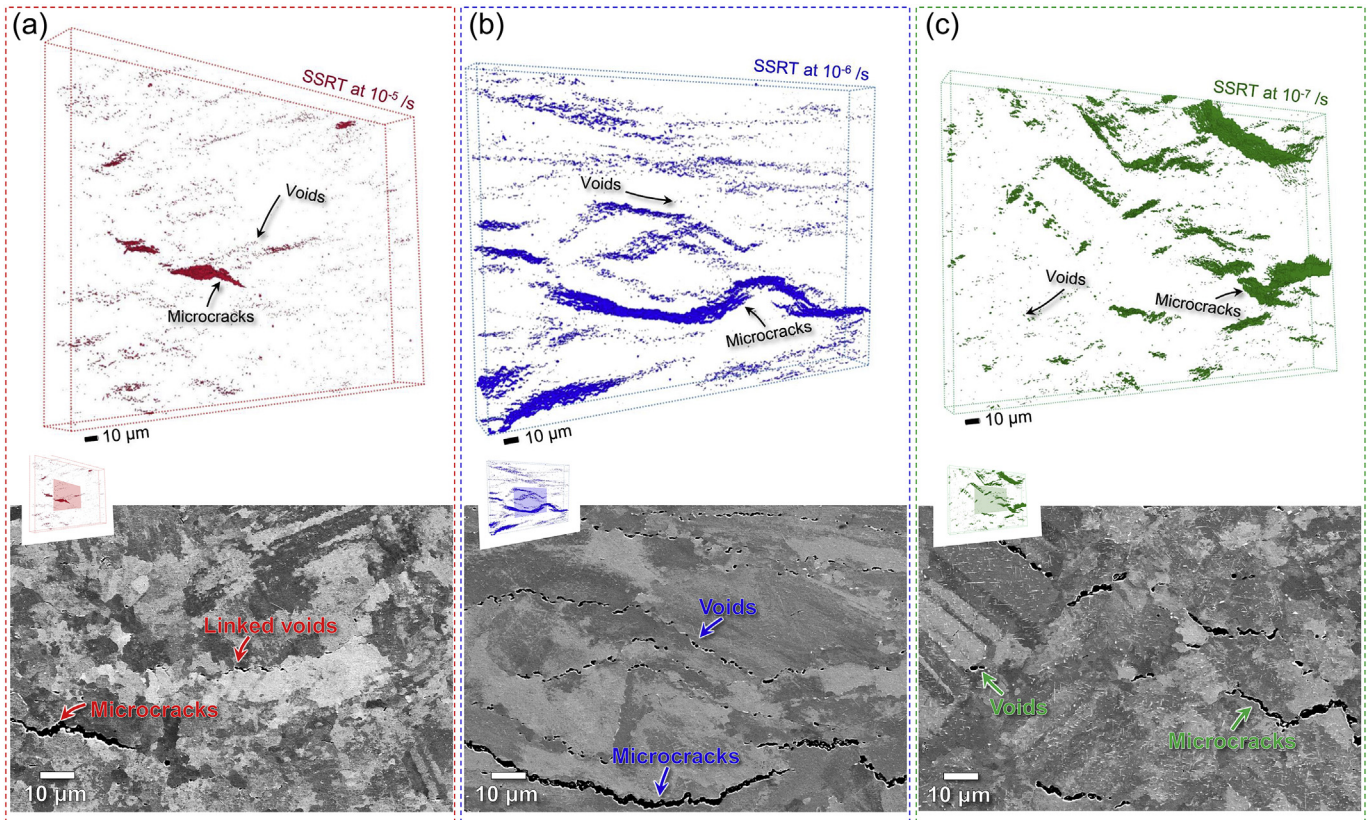 (a)
SSRT at 10⁻⁵ /s
Voids
Microcracks
10 µm
Linked voids
Microcracks
10 µm
(b)
SSRT at 10⁻⁶ /s
Voids
Microcracks
10 µm
Voids
Microcracks
10 µm
(c)
SSRT at 10⁻⁷ /s
Voids
Microcracks
10 µm
Voids
Microcracks
10 µm